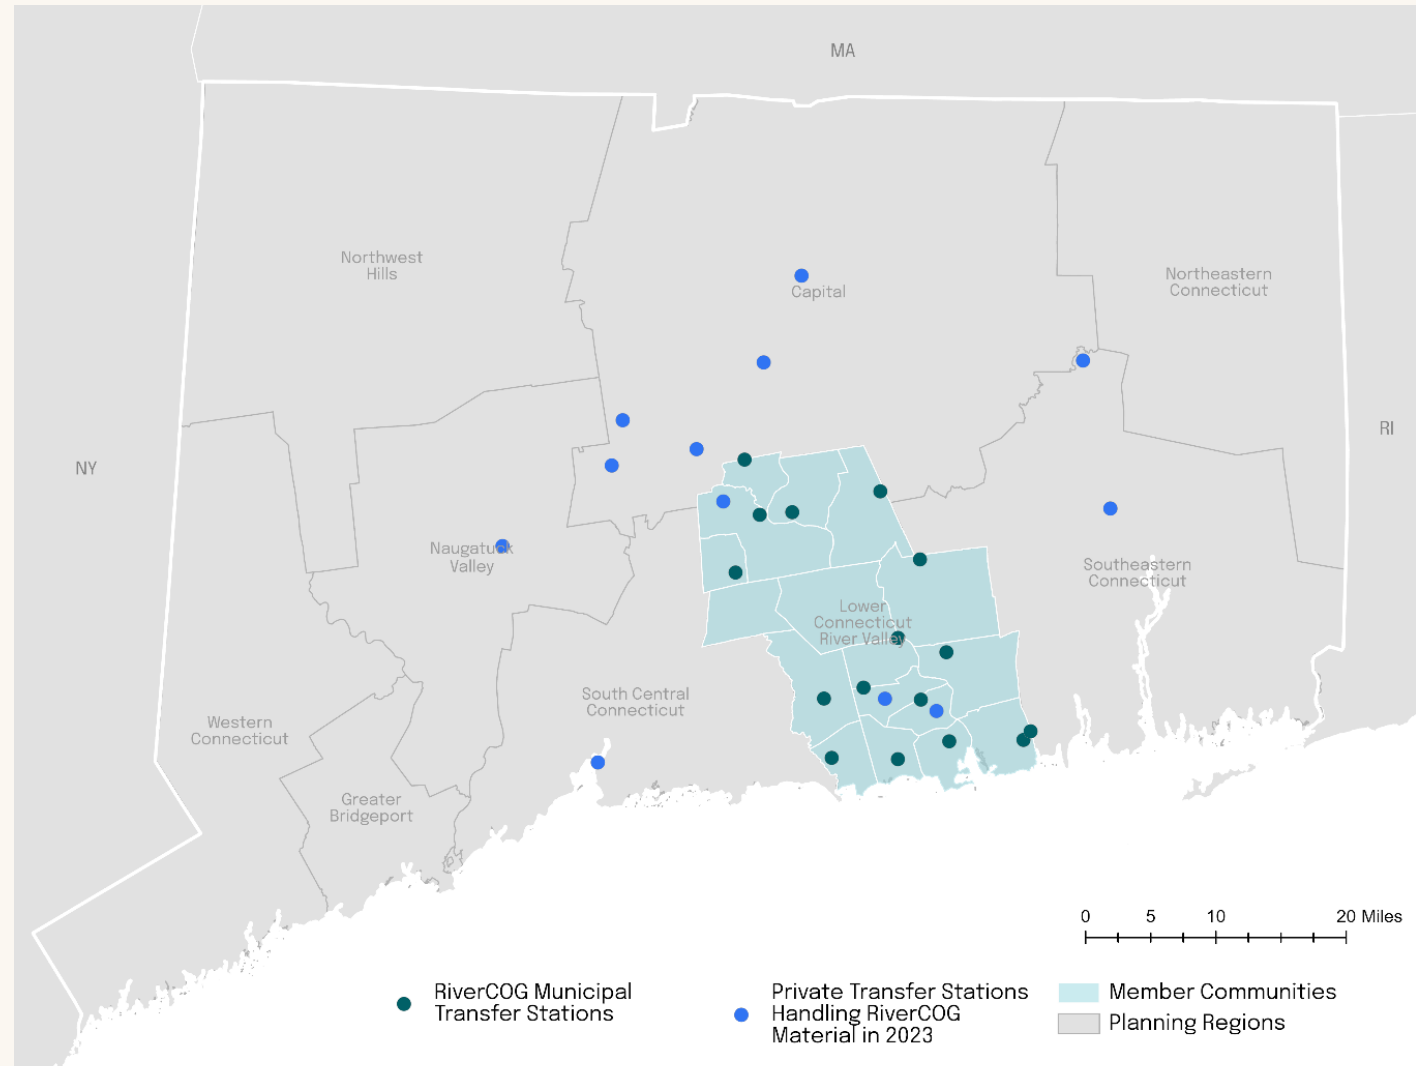 MA
Northwest
Hills
Capital
Northeastern
Connecticut
NY
RI
Naugatuck
Valley
Southeastern
Connecticut
Lower
Connecticut
River Valley
South Central
Connecticut
Western
Connecticut
Greater
Bridgeport
0 5 10 20 Miles
RiverCOG Municipal
Transfer Stations
Private Transfer Stations
Handling RiverCOG
Material in 2023
Member Communities
Planning Regions